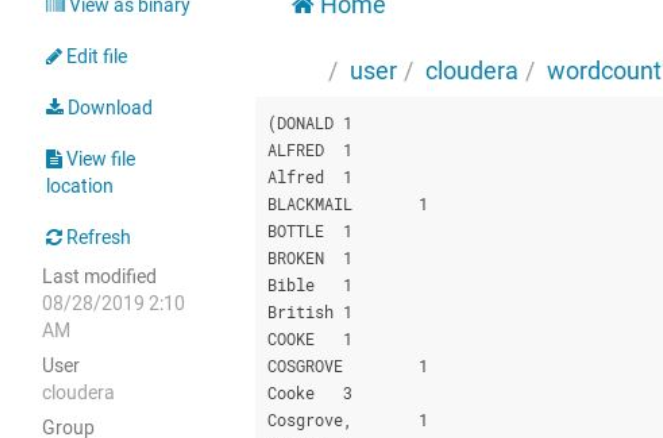 View as binary
Edit file
Download
View file
location
Refresh
Last modified
08/28/2019 2:10
AM
User
cloudera
Group
Home
/ user / cloudera / wordcount
(DONALD 1
ALFRED 1
Alfred 1
BLACKMAIL 1
BOTTLE 1
BROKEN 1
Bible 1
British 1
COOKE 1
COSGROVE 1
Cooke 3
Cosgrove, 1